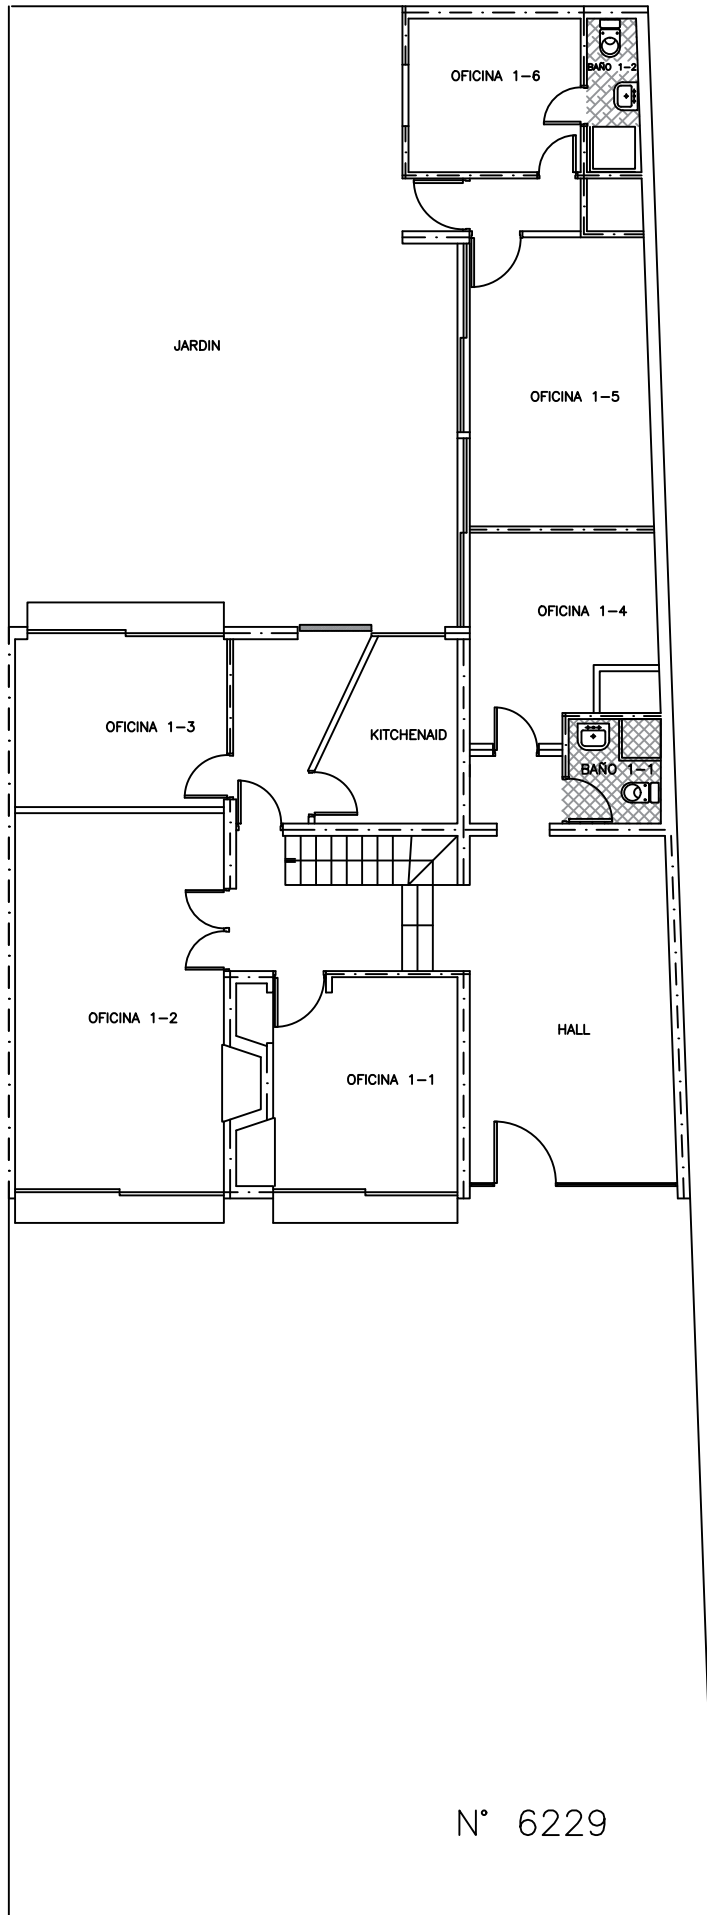 OFICINA 1-6
BAÑO 1-2
JARDIN
OFICINA 1-5
OFICINA 1-4
OFICINA 1-3
KITCHENAID
BAÑO 1-1
OFICINA 1-2
HALL
OFICINA 1-1
N° 6229